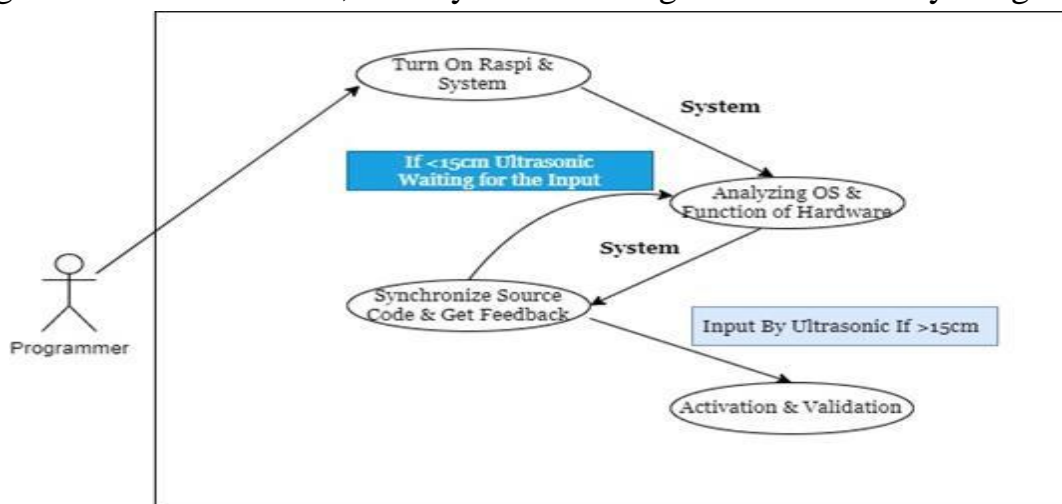 Turn On Raspi &
System
System
If <15cm Ultrasonic
Waiting for the Input
Analyzing OS &
Function of Hardware
System
Synchronize Source
Code & Get Feedback
Input By Ultrasonic If >15cm
Programmer
Activation & Validation